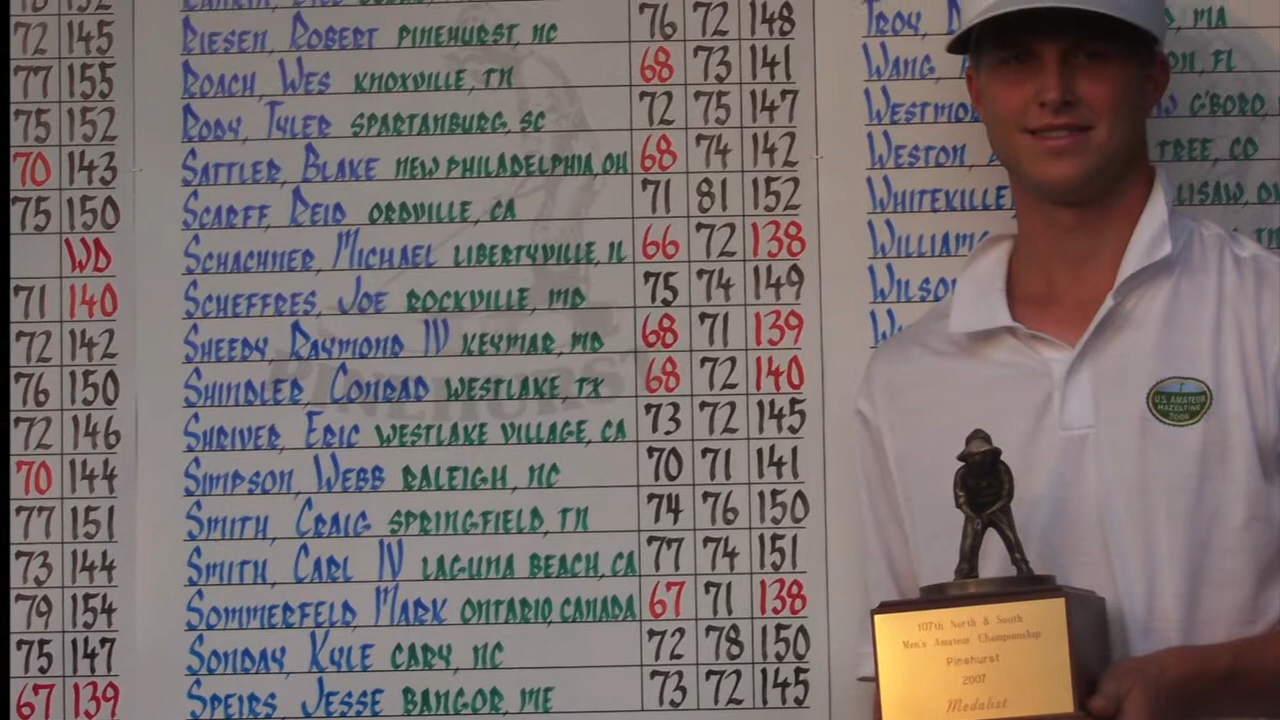 72 145
77 155
75 152
70 143
75 150
WD
71 140
72 142
76 150
72 146
70 144
77 151
73 144
79 154
75 147
67 139
RIESEN, ROBERT PINEHURST, NC 76 72 148
ROACH, WES KNOXVILLE, TN 68 73 141
RODY, TYLER SPARTANBURG, SC 72 75 147
SATTLER, BLAKE NEW PHILADELPHIA, OH 68 74 142
SCARFF, REID OROVILLE, CA 71 81 152
SCHACHNER, MICHAEL LIBERTYVILLE, IL 66 72 138
SCHEFFRES, JOE ROCKVILLE, MD 75 74 149
SHEEDY, RAYMOND IV KEYMAR, MD 68 71 139
SHINDLER, CONRAD WESTLAKE, TX 68 72 140
SHRIVER, ERIC WESTLAKE VILLAGE, CA 73 72 145
SIMPSON, WEBB RALEIGH, NC 70 71 141
SMITH, CRAIG SPRINGFIELD, TN 74 76 150
SMITH, CARL IV LAGUNA BEACH, CA 77 74 151
SOMMERFELD, MARK ONTARIO, CANADA 67 71 138
SONDAY, KYLE CARY, NC 72 78 150
SPEIRS, JESSE BANGOR, ME 73 72 145
PINEHURST
TROY, MA
WANG, FL
G'BORO,
WESTON, TREE, CO
WHITEKILLE
U.S. AMATEUR
HAZELTINE
2006
107th North & South
Men's Amateur Championship
Pinehurst
2007
Medalist